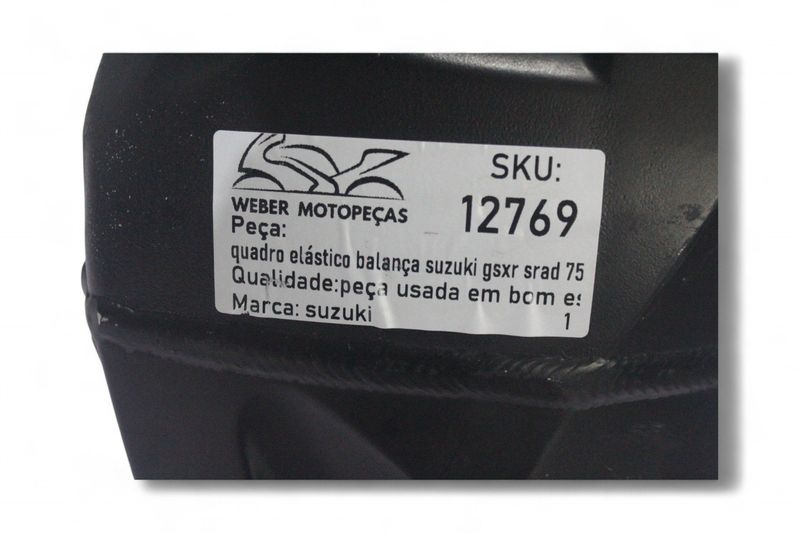 SKU:
WEBER MOTOPEÇAS
12769
Peça:
quadro elástico balança suzuki gsxr srad 75
Qualidade:peça usada em bom es
Marca: suzuki
1